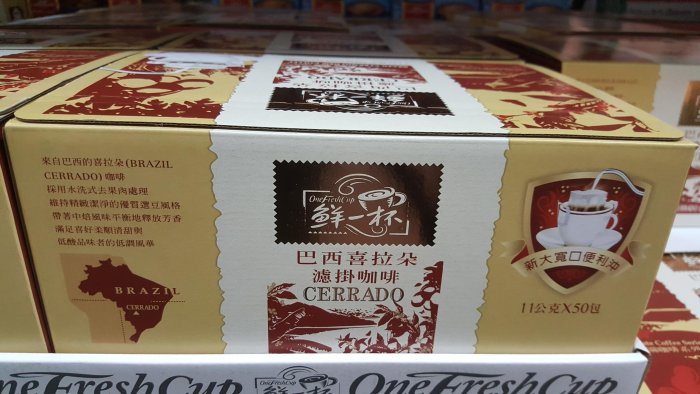 來自巴西的喜拉朵(BRAZIL
CERRADO)咖啡
採用水洗式去果肉處理
維持精緻潔淨的優質選豆風格
帶著中焙風味平衡地釋放芳香
滿足喜好柔順清甜與
低酸品味者的低調風華
BRAZIL
CERRADO
OneFreshCup
鮮一杯
巴西喜拉朵
濾掛咖啡
CERRADO
新大寬口便利沖
11公克X50包
OneFreshCup
OneFreshCup
鮮一杯
OneFreshCup